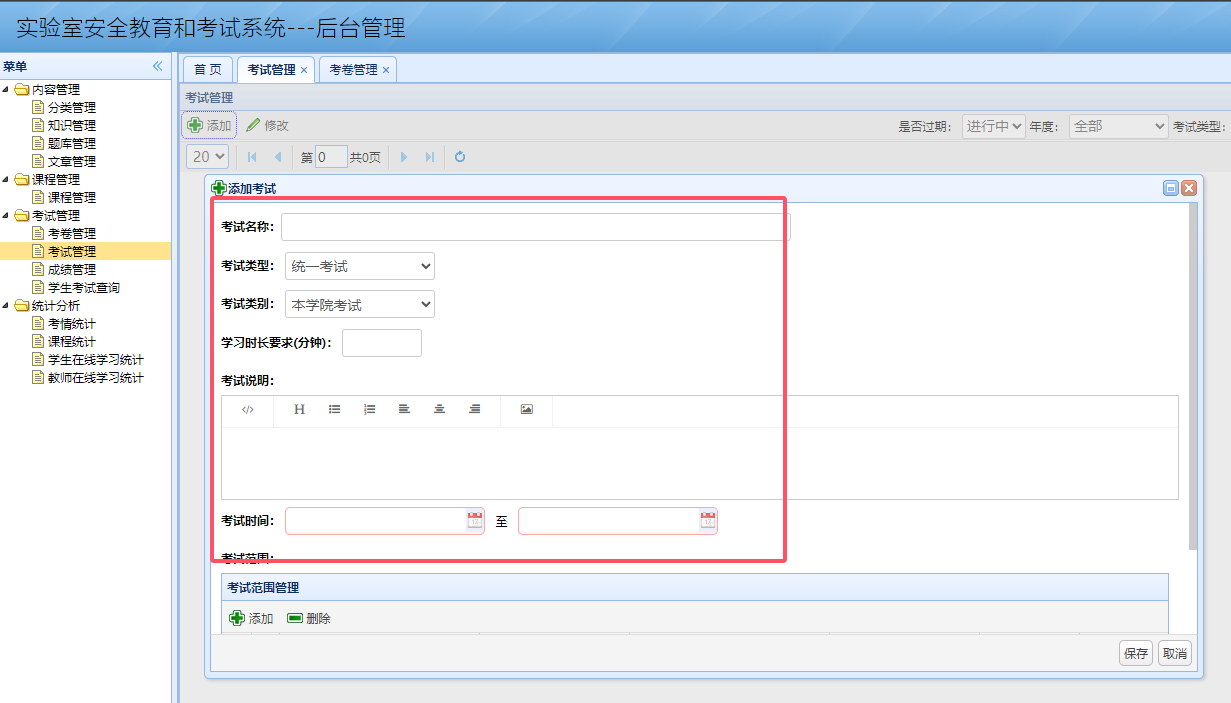 实验室安全教育和考试系统---后台管理
菜单
内容管理
分类管理
知识管理
题库管理
文章管理
课程管理
课程管理
考试管理
考卷管理
考试管理
成绩管理
学生考试查询
统计分析
考情统计
课程统计
学生在线学习统计
教师在线学习统计
首页 考试管理 考卷管理
考试管理
添加 修改 是否过期： 进行中 年度： 全部 考试类型：
20 第 0 共0页
添加考试
考试名称：
考试类型： 统一考试
考试类别： 本学院考试
学习时长要求(分钟)：
考试说明：
</> H
考试时间： 至
考试范围：
考试范围管理
添加 删除
保存 取消